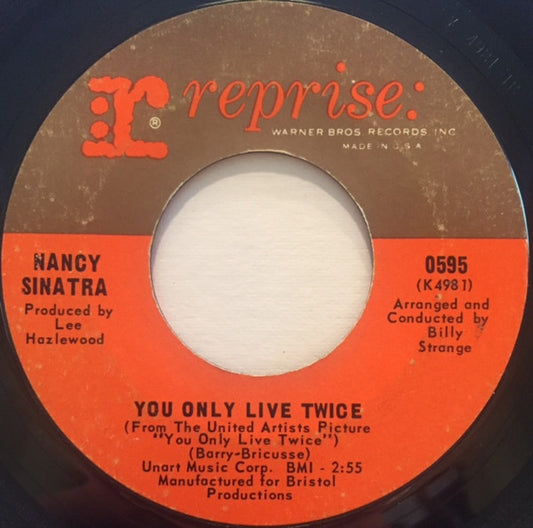 r® reprise:
WARNER BROS. RECORDS INC.
MADE IN U.S.A.
NANCY
SINATRA
Produced by
Lee
Hazlewood
0595
(K4981)
Arranged and
Conducted by
Billy
Strange
YOU ONLY LIVE TWICE
(From The United Artists Picture
"You Only Live Twice")
(Barry-Bricusse)
Unart Music Corp. BMI - 2:55
Manufactured for Bristol
Productions